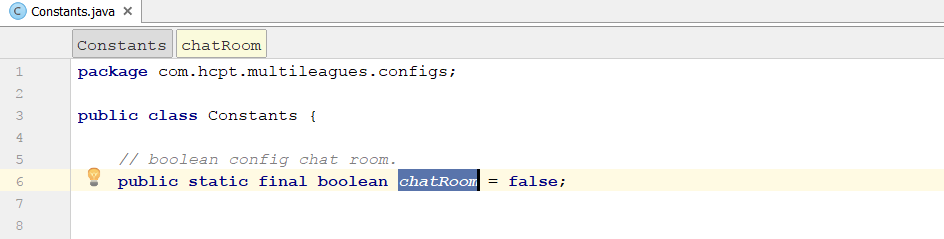 C Constants.java ×
Constants chatRoom
1 package com.hcpt.multileagues.configs;
2
3 public class Constants {
4
5 // boolean config chat room.
6 public static final boolean chatRoom = false;
7
8